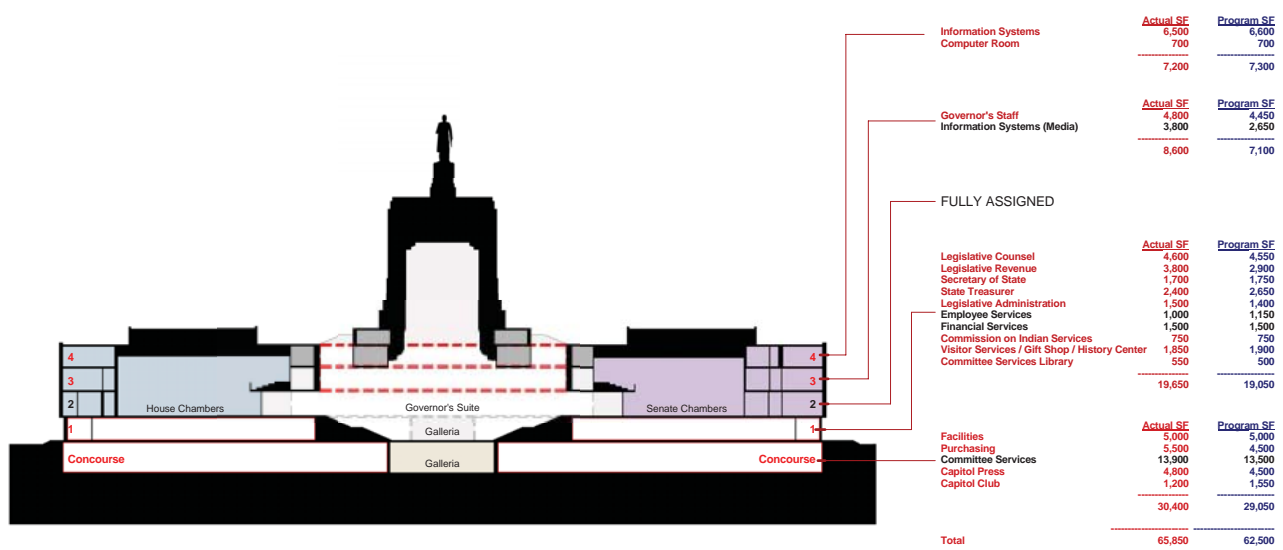 Actual SF Program SF
Information Systems 6,500 6,600
Computer Room 700 700
--------------- ---------------
7,200 7,300
Actual SF Program SF
Governor's Staff 4,800 4,450
Information Systems (Media) 3,800 2,650
--------------- ---------------
8,600 7,100
FULLY ASSIGNED
Actual SF Program SF
Legislative Counsel 4,600 4,550
Legislative Revenue 3,800 2,900
Secretary of State 1,700 1,750
State Treasurer 2,400 2,650
Legislative Administration 1,500 1,400
Employee Services 1,000 1,150
Financial Services 1,500 1,500
Commission on Indian Services 750 750
Visitor Services / Gift Shop / History Center 1,850 1,900
Committee Services Library 550 500
--------------- ---------------
19,650 19,050
Actual SF Program SF
Facilities 5,000 5,000
Purchasing 5,500 4,500
Committee Services 13,900 13,500
Capitol Press 4,800 4,500
Capitol Club 1,200 1,550
--------------- ---------------
30,400 29,050
----------------------- -----------------------
Total 65,850 62,500
4 4
3 3
2 House Chambers Governor's Suite Senate Chambers 2
1 Galleria 1
Concourse Galleria Concourse